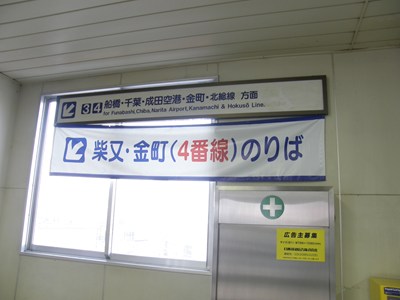 3 4 船橋・千葉・成田空港・金町・北総線 方面
for Funabashi, Chiba, Narita Airport, Kanamachi & Hokusō Line.
柴又・金町(4番線)のりば
広告主募集